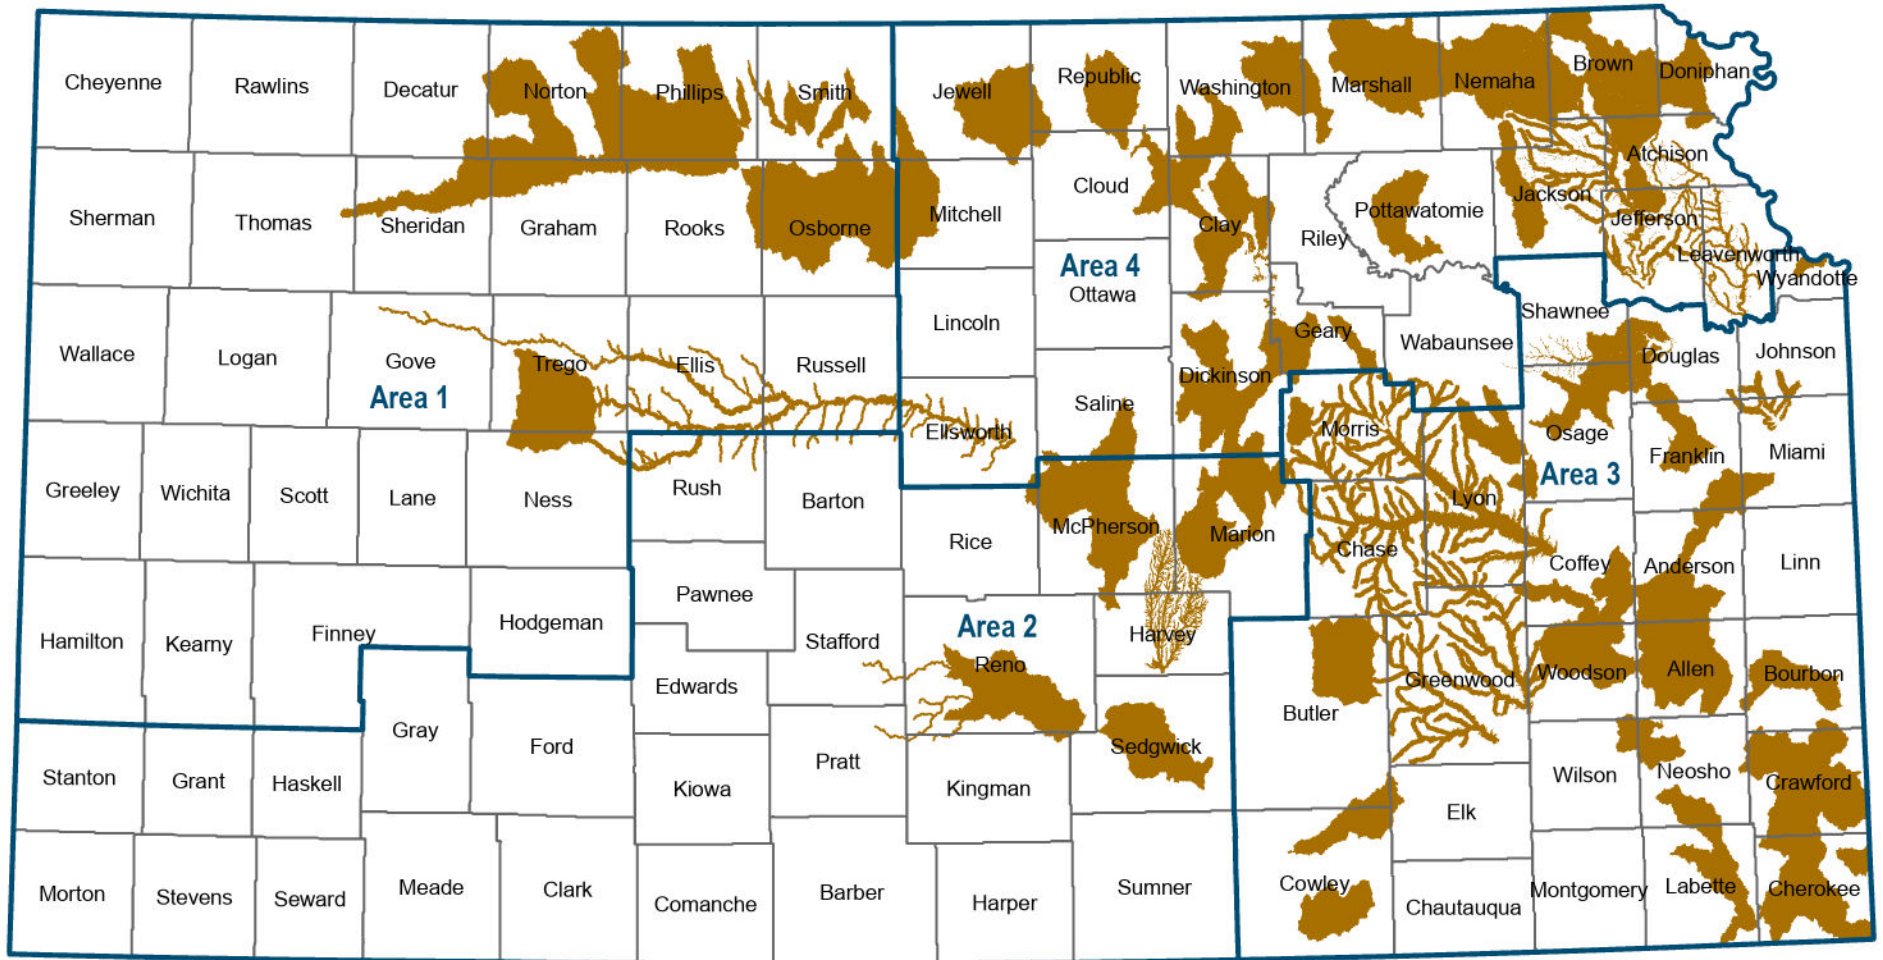 Cheyenne
Rawlins
Decatur
Norton
Phillips
Smith
Jewell
Republic
Washington
Marshall
Nemaha
Brown
Doniphan
Sherman
Thomas
Sheridan
Graham
Rooks
Osborne
Mitchell
Cloud
Clay
Riley
Pottawatomie
Jackson
Atchison
Jefferson
Leavenworth
Wyandotte
Area 4
Ottawa
Lincoln
Wallace
Logan
Gove
Area 1
Trego
Ellis
Russell
Ellsworth
Saline
Dickinson
Geary
Wabaunsee
Shawnee
Douglas
Johnson
Morris
Osage
Franklin
Miami
Area 3
Greeley
Wichita
Scott
Lane
Ness
Rush
Barton
Rice
McPherson
Marion
Chase
Lyon
Coffey
Anderson
Linn
Hamilton
Kearny
Finney
Hodgeman
Pawnee
Stafford
Area 2
Reno
Harvey
Edwards
Greenwood
Woodson
Allen
Bourbon
Butler
Gray
Ford
Kiowa
Pratt
Kingman
Sedgwick
Stanton
Grant
Haskell
Wilson
Neosho
Crawford
Elk
Morton
Stevens
Seward
Meade
Clark
Comanche
Barber
Harper
Sumner
Cowley
Chautauqua
Montgomery
Labette
Cherokee